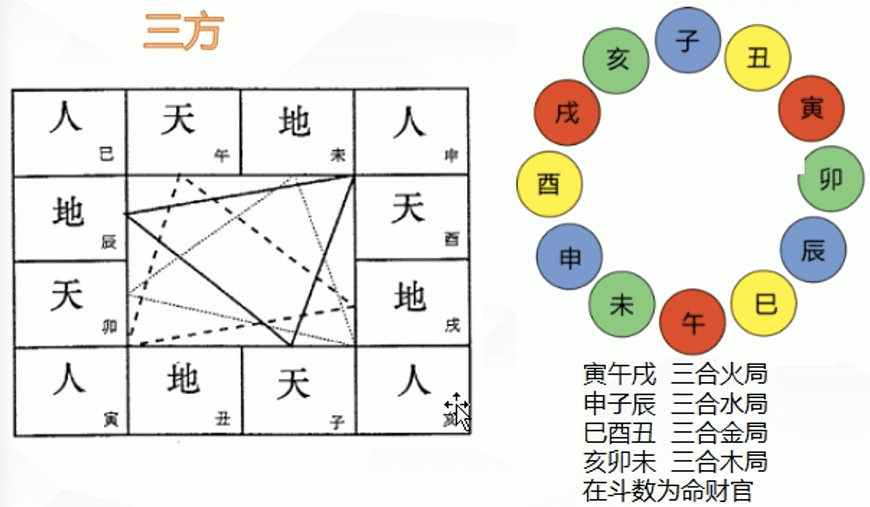 三方
人 天 地 人
巳 午 未 申
地 天
辰 酉
天 地
卯 戌
人 地 天 人
寅 丑 子 亥
子
亥 丑
戌 寅
酉 卯
申 辰
未 巳
午
寅午戌 三合火局
申子辰 三合水局
巳酉丑 三合金局
亥卯未 三合木局
在斗数为命财官